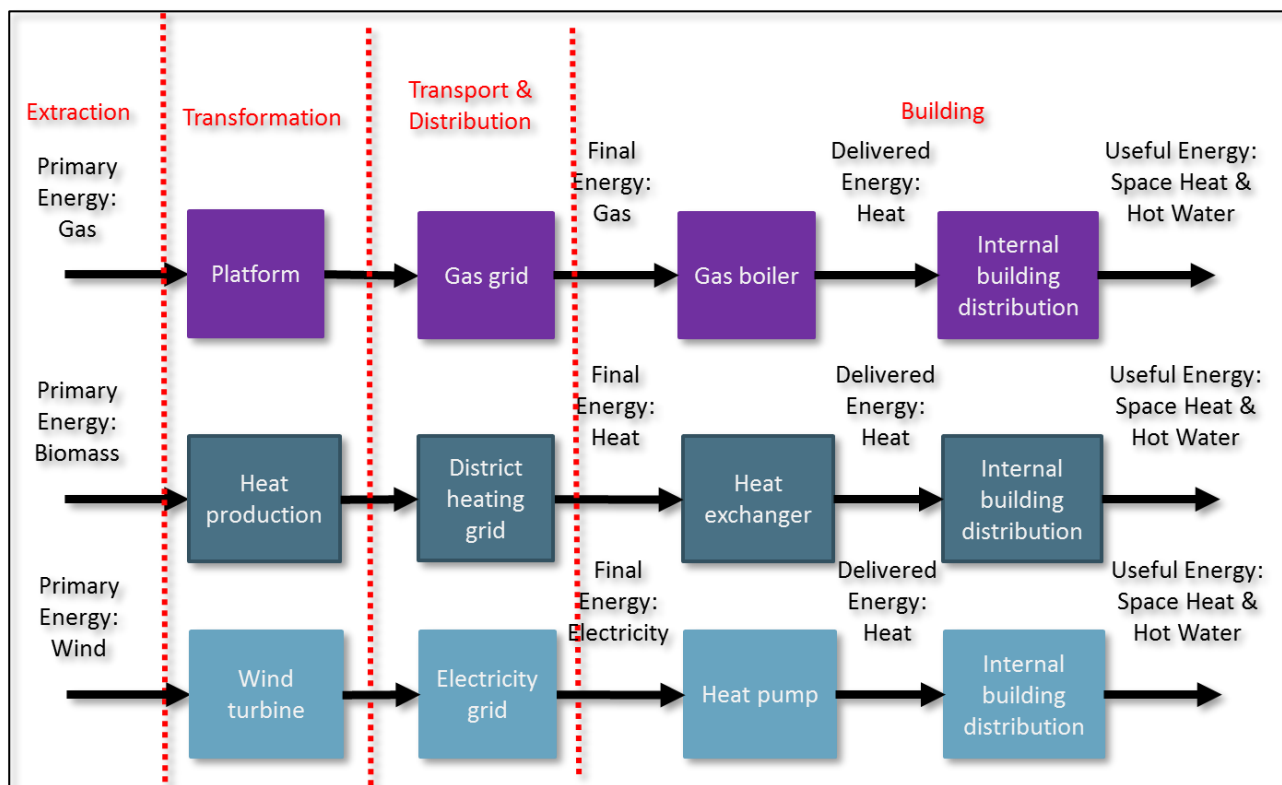 Extraction
Transformation
Transport &
Distribution
Building
Primary
Energy:
Gas
Platform
Gas grid
Final
Energy:
Gas
Gas boiler
Delivered
Energy:
Heat
Internal
building
distribution
Useful Energy:
Space Heat &
Hot Water
Primary
Energy:
Biomass
Heat
production
District
heating
grid
Final
Energy:
Heat
Heat
exchanger
Delivered
Energy:
Heat
Internal
building
distribution
Useful Energy:
Space Heat &
Hot Water
Primary
Energy:
Wind
Wind
turbine
Electricity
grid
Final
Energy:
Electricity
Heat pump
Delivered
Energy:
Heat
Internal
building
distribution
Useful Energy:
Space Heat &
Hot Water